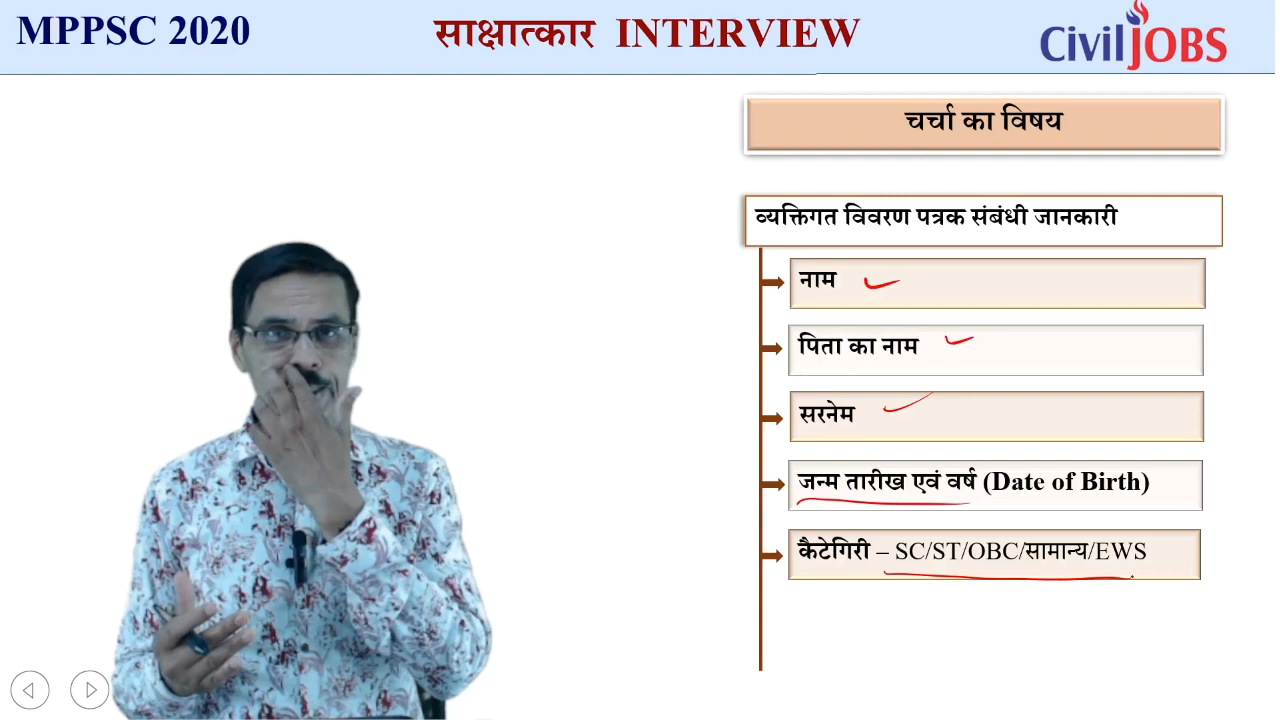 MPPSC 2020
साक्षात्कार INTERVIEW
CivilJOBS
चर्चा का विषय
व्यक्तिगत विवरण पत्रक संबंधी जानकारी
नाम
पिता का नाम
सरनेम
जन्म तारीख एवं वर्ष (Date of Birth)
कैटेगिरी – SC/ST/OBC/सामान्य/EWS